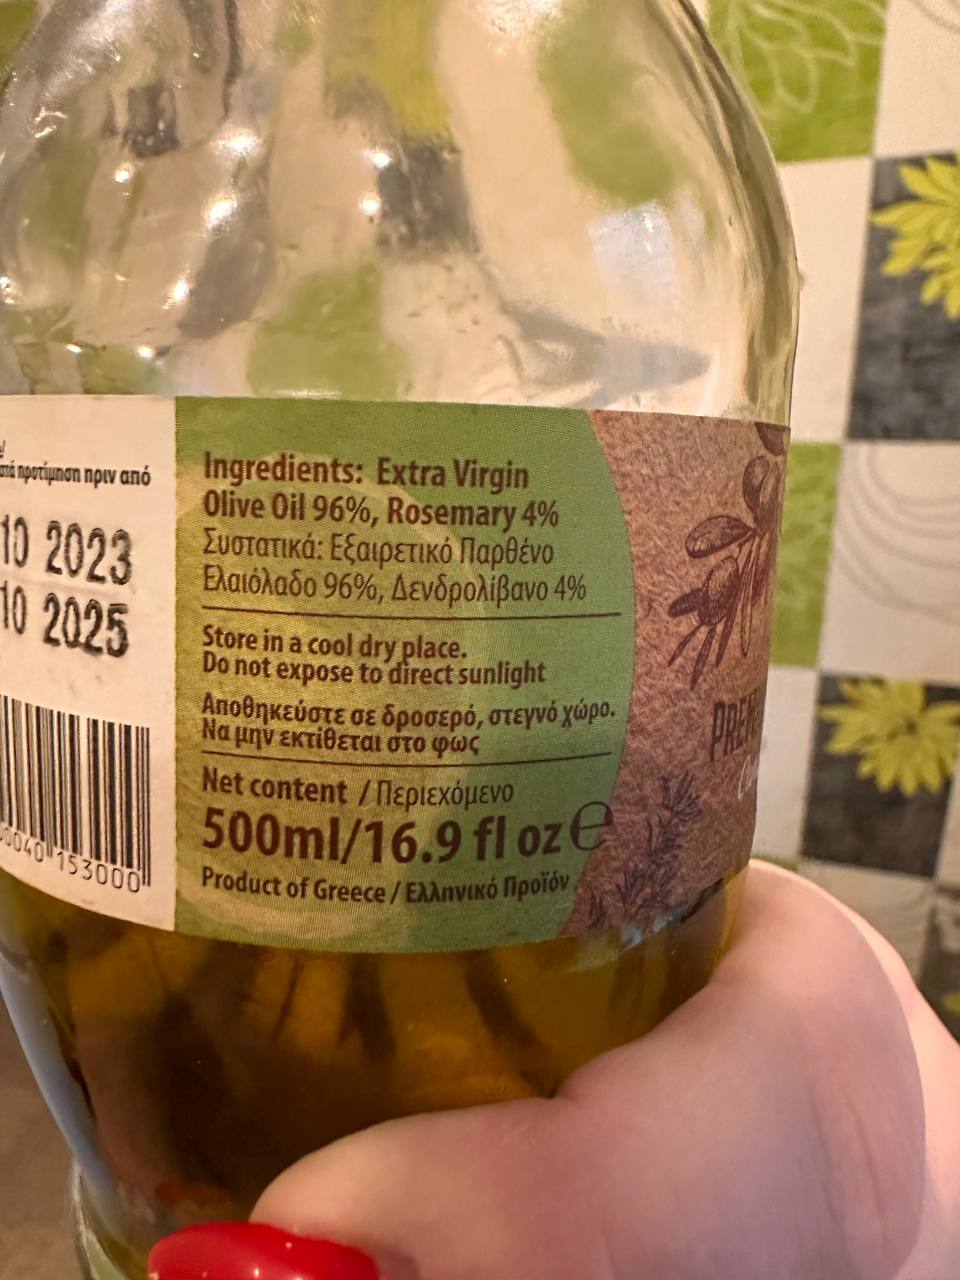 κατά προτίμηση πριν από
10 2023
10 2025
0040 153000
Ingredients: Extra Virgin
Olive Oil 96%, Rosemary 4%
Συστατικά: Εξαιρετικό Παρθένο
Ελαιόλαδο 96%, Δενδρολίβανο 4%
Store in a cool dry place.
Do not expose to direct sunlight
Αποθηκεύστε σε δροσερό, στεγνό χώρο.
Να μην εκτίθεται στο φως
Net content / Περιεχόμενο
500ml/16.9 fl oz ℮
Product of Greece / Ελληνικό Προϊόν